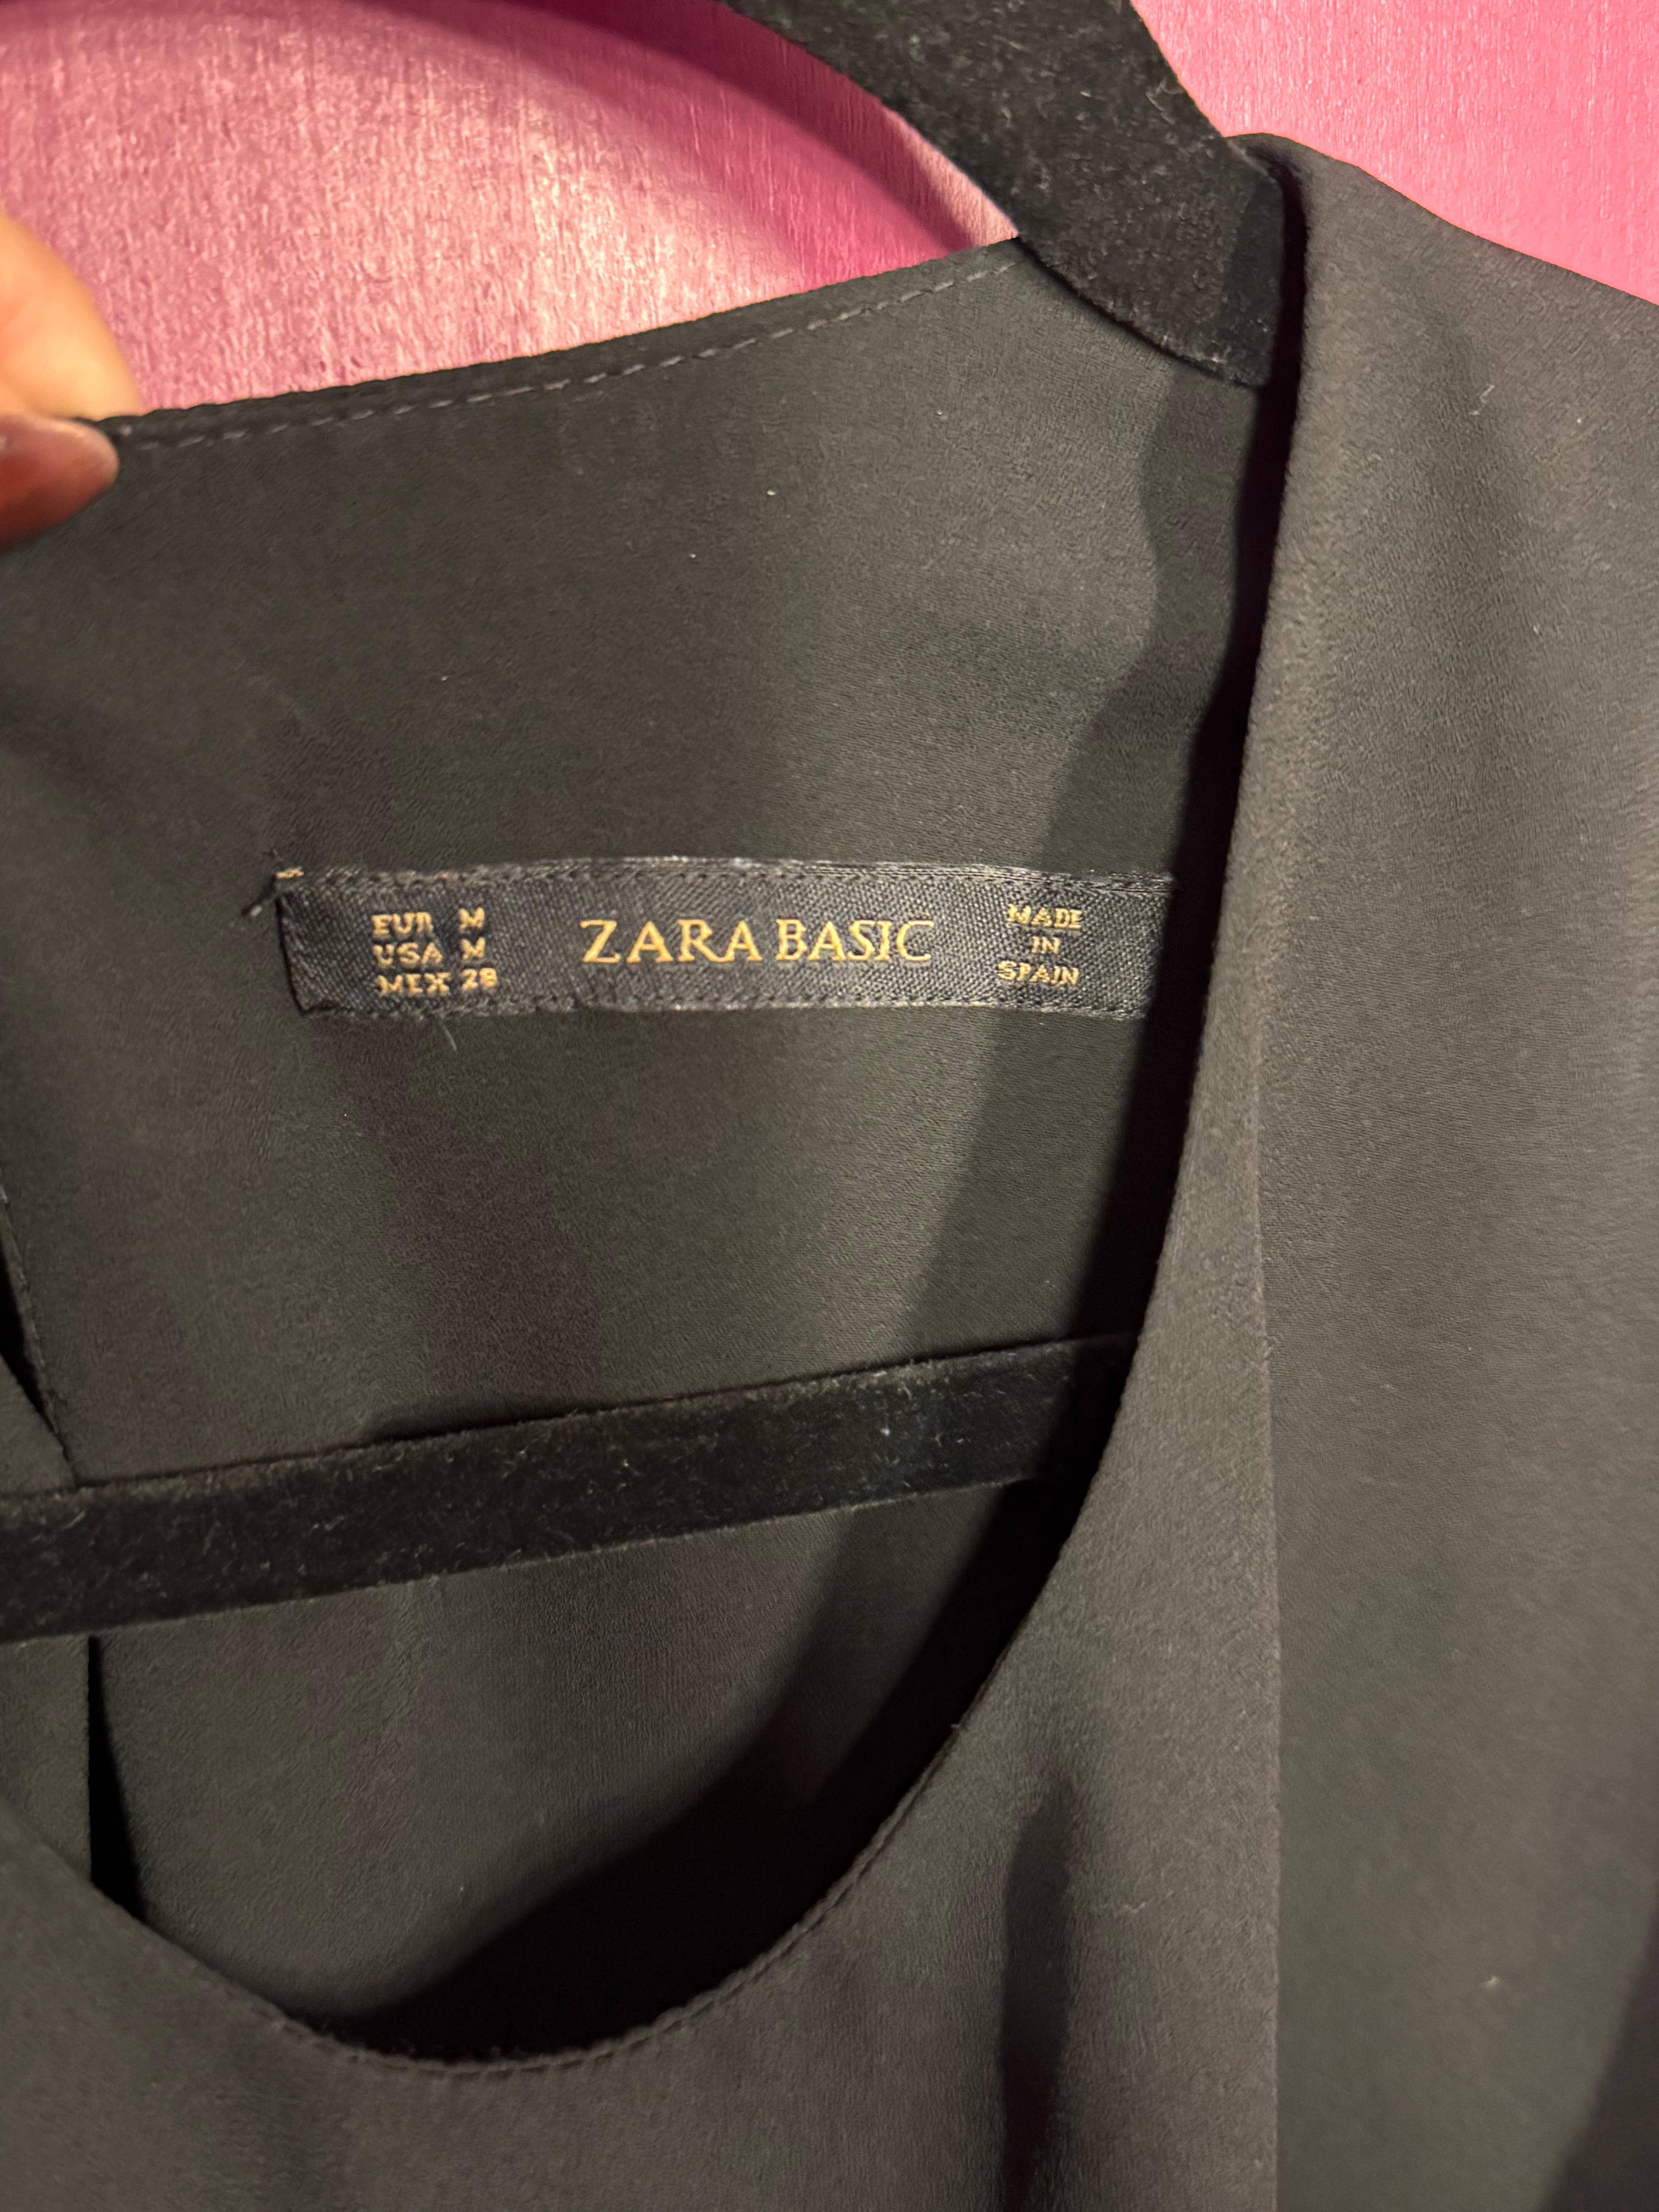 EUR M
USA M
MEX 28
ZARA BASIC
MADE
IN
SPAIN